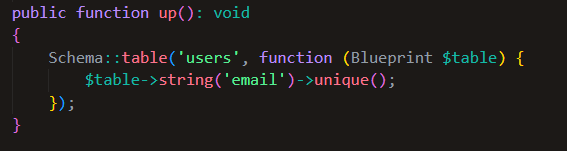 public function up(): void
{
    Schema::table('users', function (Blueprint $table) {
        $table->string('email')->unique();
    });
}